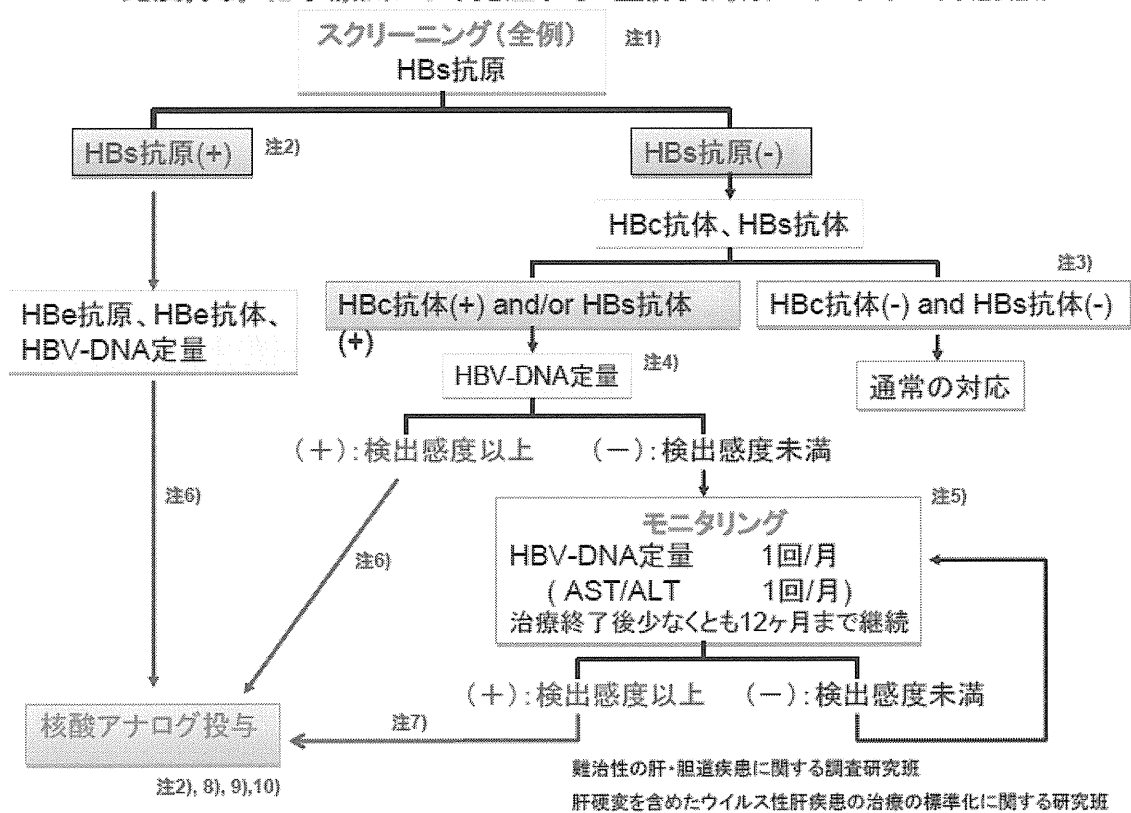 スクリーニング(全例) 注1)
HBs抗原
HBs抗原(+) 注2)
HBs抗原(-)
HBc抗体、HBs抗体
注3)
HBe抗原、HBe抗体、
HBV-DNA定量
HBc抗体(+) and/or HBs抗体
(+)
HBc抗体(-) and HBs抗体(-)
HBV-DNA定量 注4)
通常の対応
(+):検出感度以上 (-):検出感度未満
注6)
注6)
注5)
モニタリング
HBV-DNA定量 1回/月
( AST/ALT 1回/月)
治療終了後少なくとも12ヶ月まで継続
(+):検出感度以上 (-):検出感度未満
核酸アナログ投与
注7)
注2), 8), 9),10)
難治性の肝・胆道疾患に関する調査研究班
肝硬変を含めたウイルス性肝疾患の治療の標準化に関する研究班